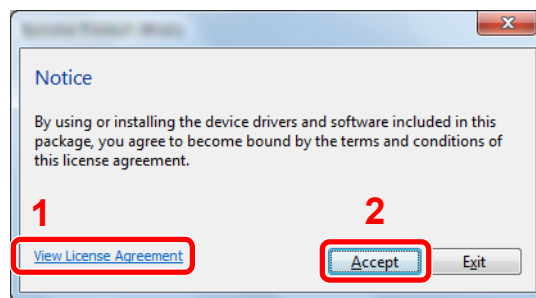 Notice
By using or installing the device drivers and software included in this
package, you agree to become bound by the terms and conditions of
this license agreement.
1
2
View License Agreement
Accept
Exit